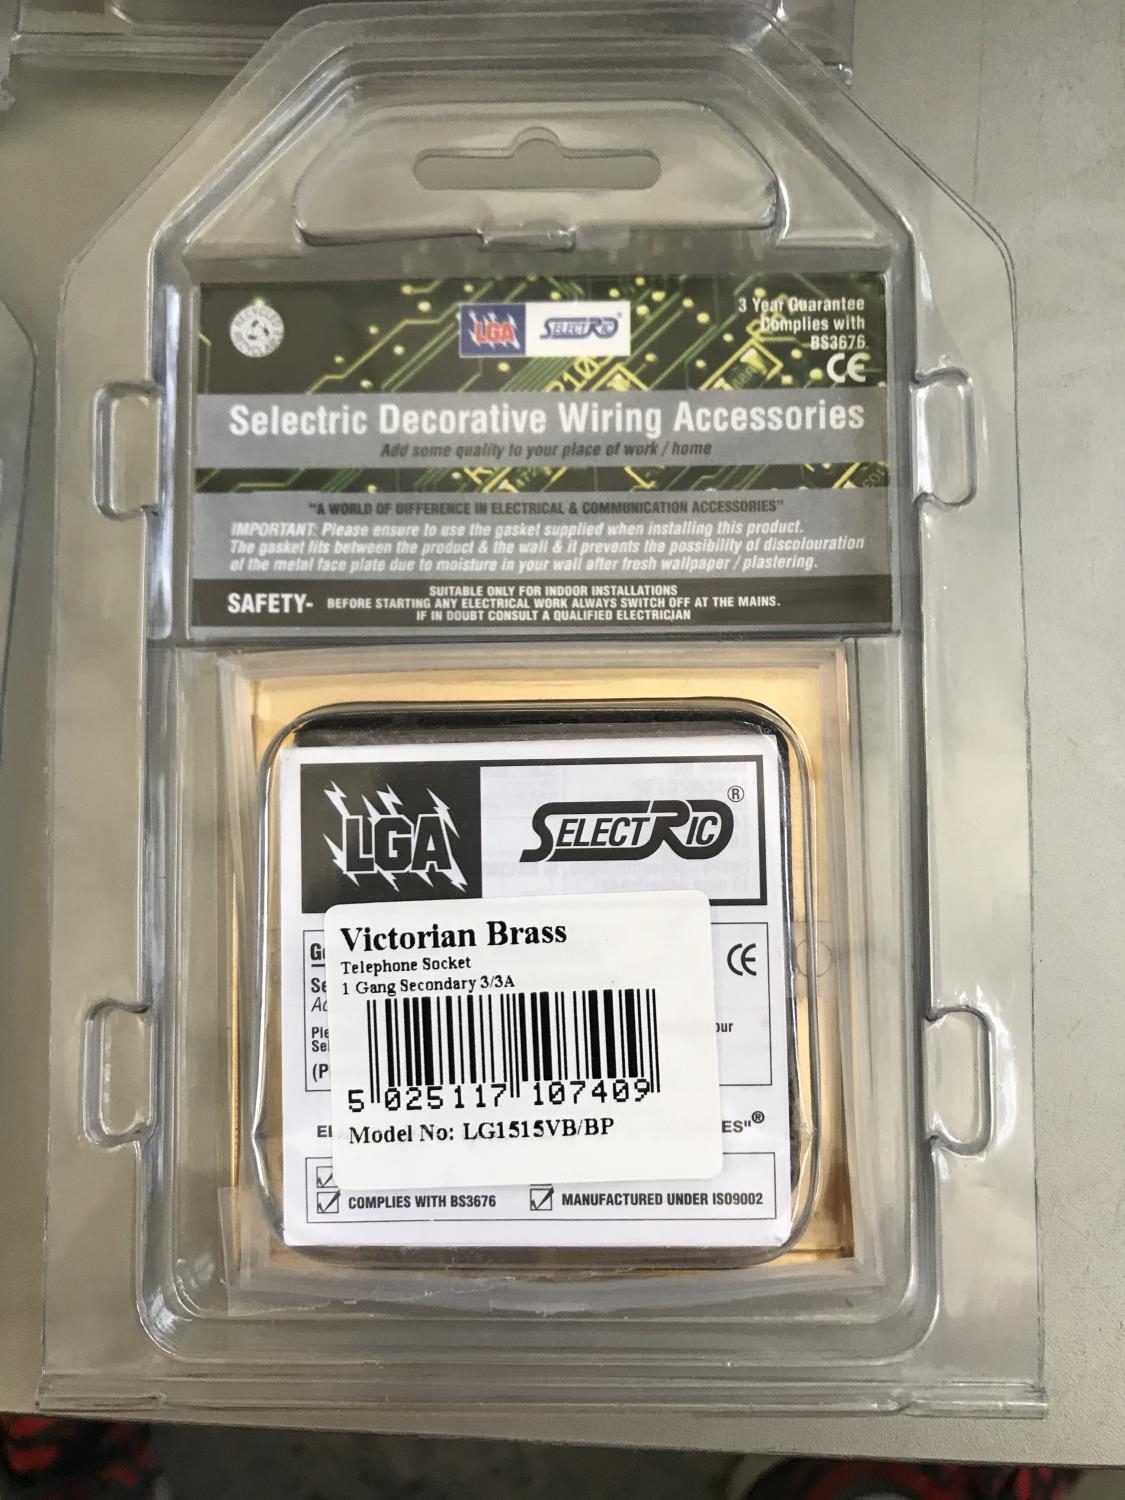 RECYCLED
LGA SELECTRIC®
3 Year Guarantee
Complies with
BS3676
CE
Selectric Decorative Wiring Accessories
Add some quality to your place of work / home
"A WORLD OF DIFFERENCE IN ELECTRICAL & COMMUNICATION ACCESSORIES"
IMPORTANT: Please ensure to use the gasket supplied when installing this product.
The gasket fits between the product & the wall & it prevents the possibility of discolouration
of the metal face plate due to moisture in your wall after fresh wallpaper / plastering.
SUITABLE ONLY FOR INDOOR INSTALLATIONS
SAFETY- BEFORE STARTING ANY ELECTRICAL WORK ALWAYS SWITCH OFF AT THE MAINS.
IF IN DOUBT CONSULT A QUALIFIED ELECTRICIAN
LGA SELECTRIC®
CE
Victorian Brass
Telephone Socket
1 Gang Secondary 3/3A
5 025117 107409
Model No: LG1515VB/BP
COMPLIES WITH BS3676 MANUFACTURED UNDER ISO9002